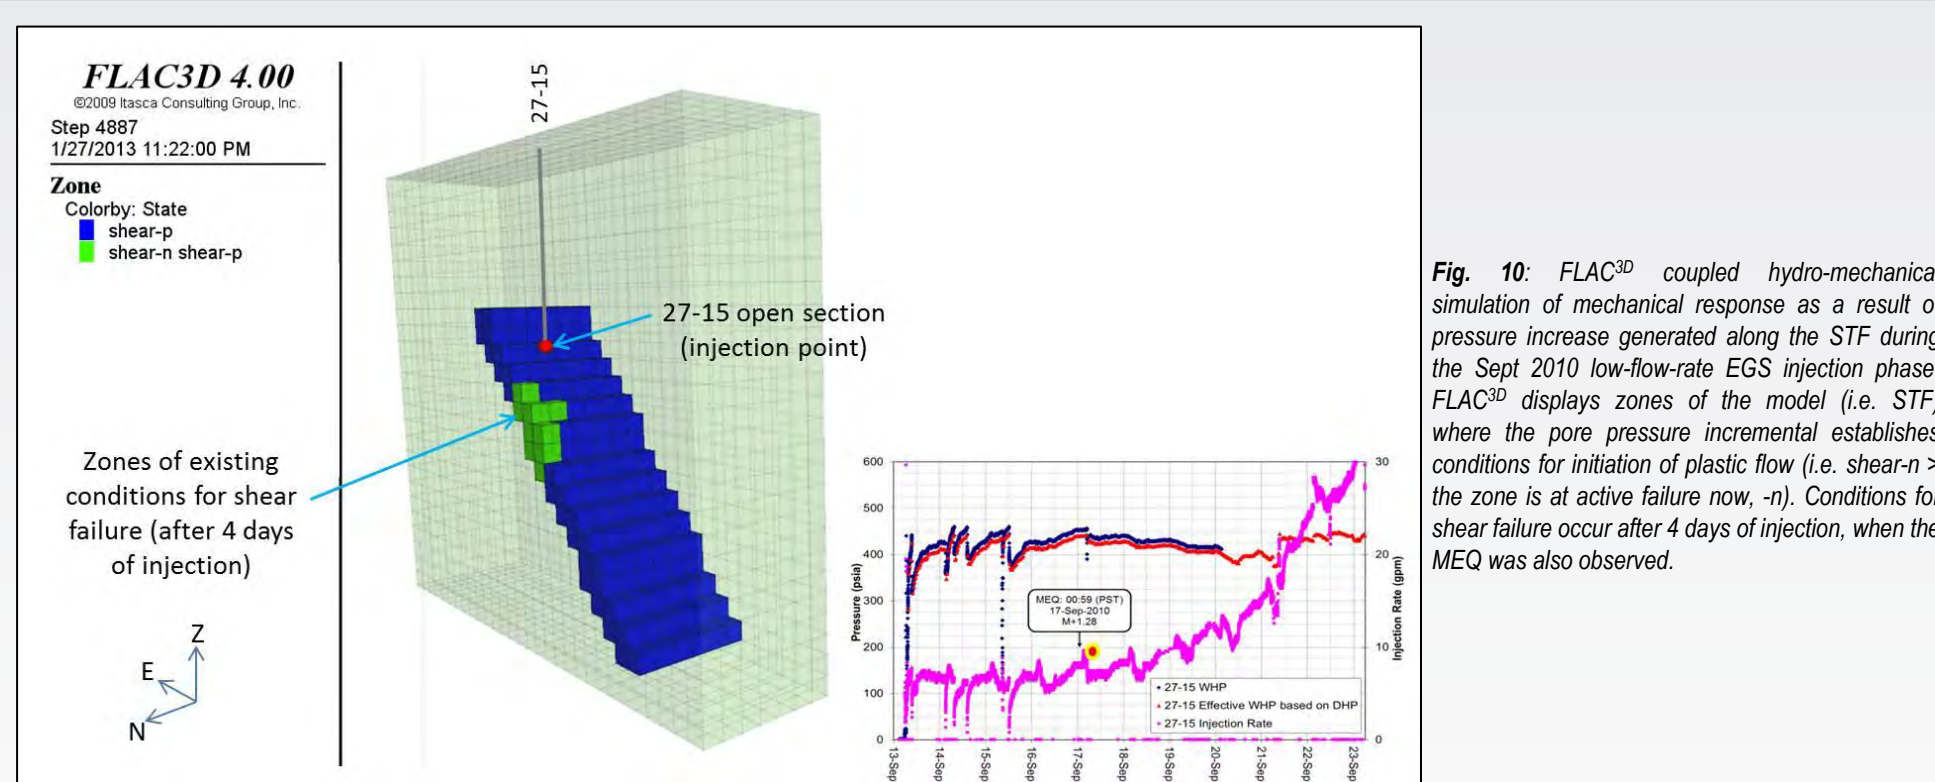 FLAC3D 4.00
©2009 Itasca Consulting Group, Inc.
Step 4887
1/27/2013 11:22:00 PM
Zone
Colorby: State
shear-p
shear-n shear-p
27-15
27-15 open section
(injection point)
Zones of existing
conditions for shear
failure (after 4 days
of injection)
Z
E
N
600
500
400
300
200
100
0
Pressure (psia)
30
20
10
0
Injection Rate (gpm)
MEQ: 00:59 (PST)
17-Sep-2010
M+1.28
27-15 WHP
27-15 Effective WHP based on DHP
27-15 Injection Rate
13-Sep
14-Sep
15-Sep
16-Sep
17-Sep
18-Sep
19-Sep
20-Sep
21-Sep
22-Sep
23-Sep
Fig. 10: FLAC3D coupled hydro-mechanica
simulation of mechanical response as a result o
pressure increase generated along the STF during
the Sept 2010 low-flow-rate EGS injection phase
FLAC3D displays zones of the model (i.e. STF)
where the pore pressure incremental establishes
conditions for initiation of plastic flow (i.e. shear-n >
the zone is at active failure now, -n). Conditions fo
shear failure occur after 4 days of injection, when the
MEQ was also observed.